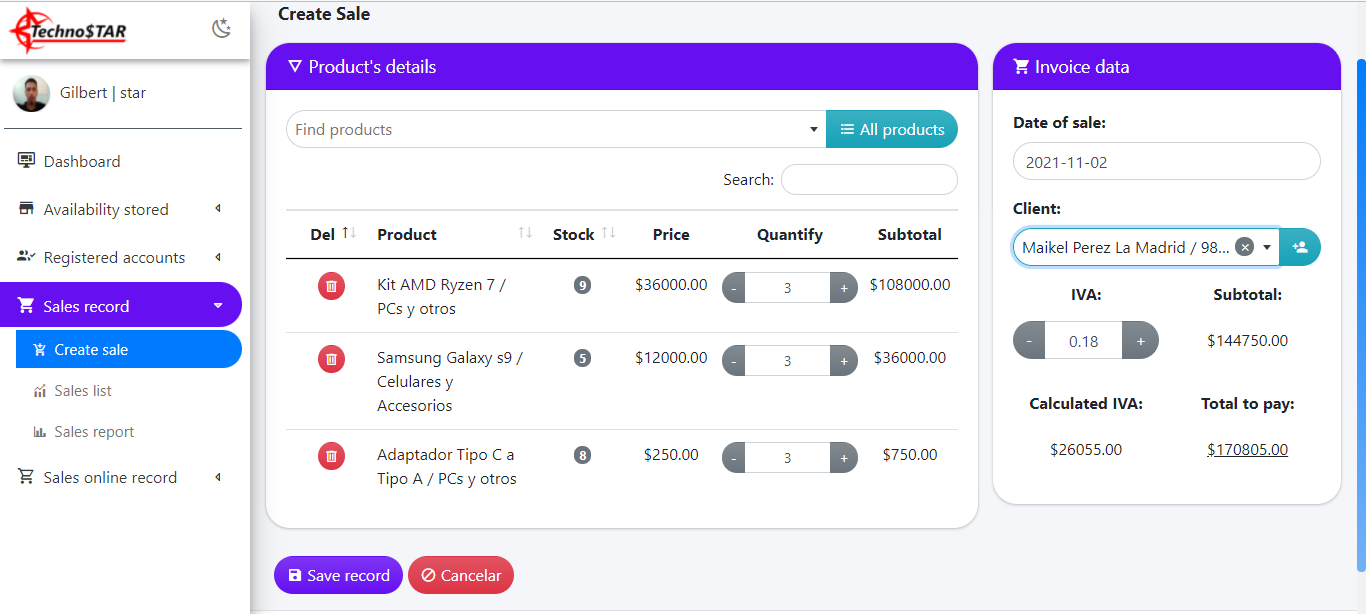 Techno$TAR
Gilbert | star
Dashboard
Availability stored
Registered accounts
Sales record
Create sale
Sales list
Sales report
Sales online record
Create Sale
Product's details
Find products
All products
Search:
Del Product Stock Price Quantify Subtotal
Kit AMD Ryzen 7 / 9 $36000.00 - 3 + $108000.00
PCs y otros
Samsung Galaxy s9 / 5 $12000.00 - 3 + $36000.00
Celulares y
Accesorios
Adaptador Tipo C a 8 $250.00 - 3 + $750.00
Tipo A / PCs y otros
Save record Cancelar
Invoice data
Date of sale:
2021-11-02
Client:
Maikel Perez La Madrid / 98...
IVA: Subtotal:
- 0.18 + $144750.00
Calculated IVA: Total to pay:
$26055.00 $170805.00